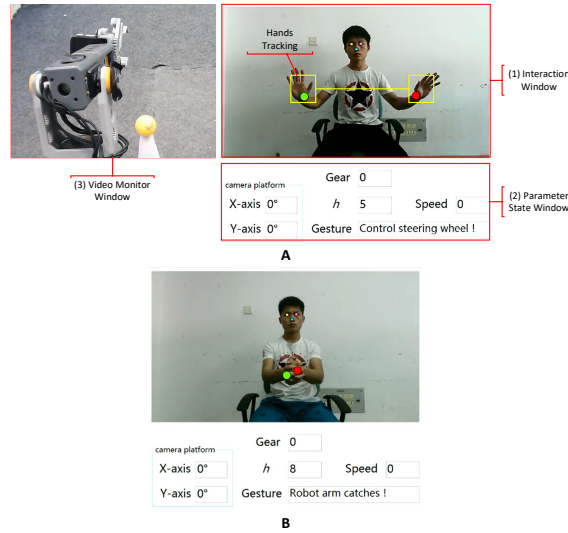 Hands
Tracking
(1) Interaction
Window
(3) Video Monitor
Window
camera platform
Gear 0
X-axis 0° h 5 Speed 0
Y-axis 0° Gesture Control steering wheel !
(2) Parameter
State Window
A
camera platform
Gear 0
X-axis 0° h 8 Speed 0
Y-axis 0° Gesture Robot arm catches !
B